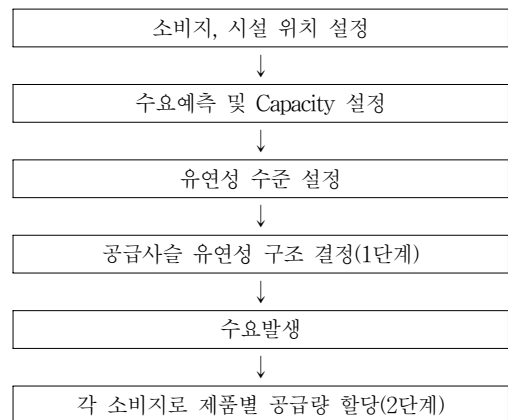 소비지, 시설 위치 설정
↓
수요예측 및 Capacity 설정
↓
유연성 수준 설정
↓
공급사슬 유연성 구조 결정(1단계)
↓
수요발생
↓
각 소비지로 제품별 공급량 할당(2단계)